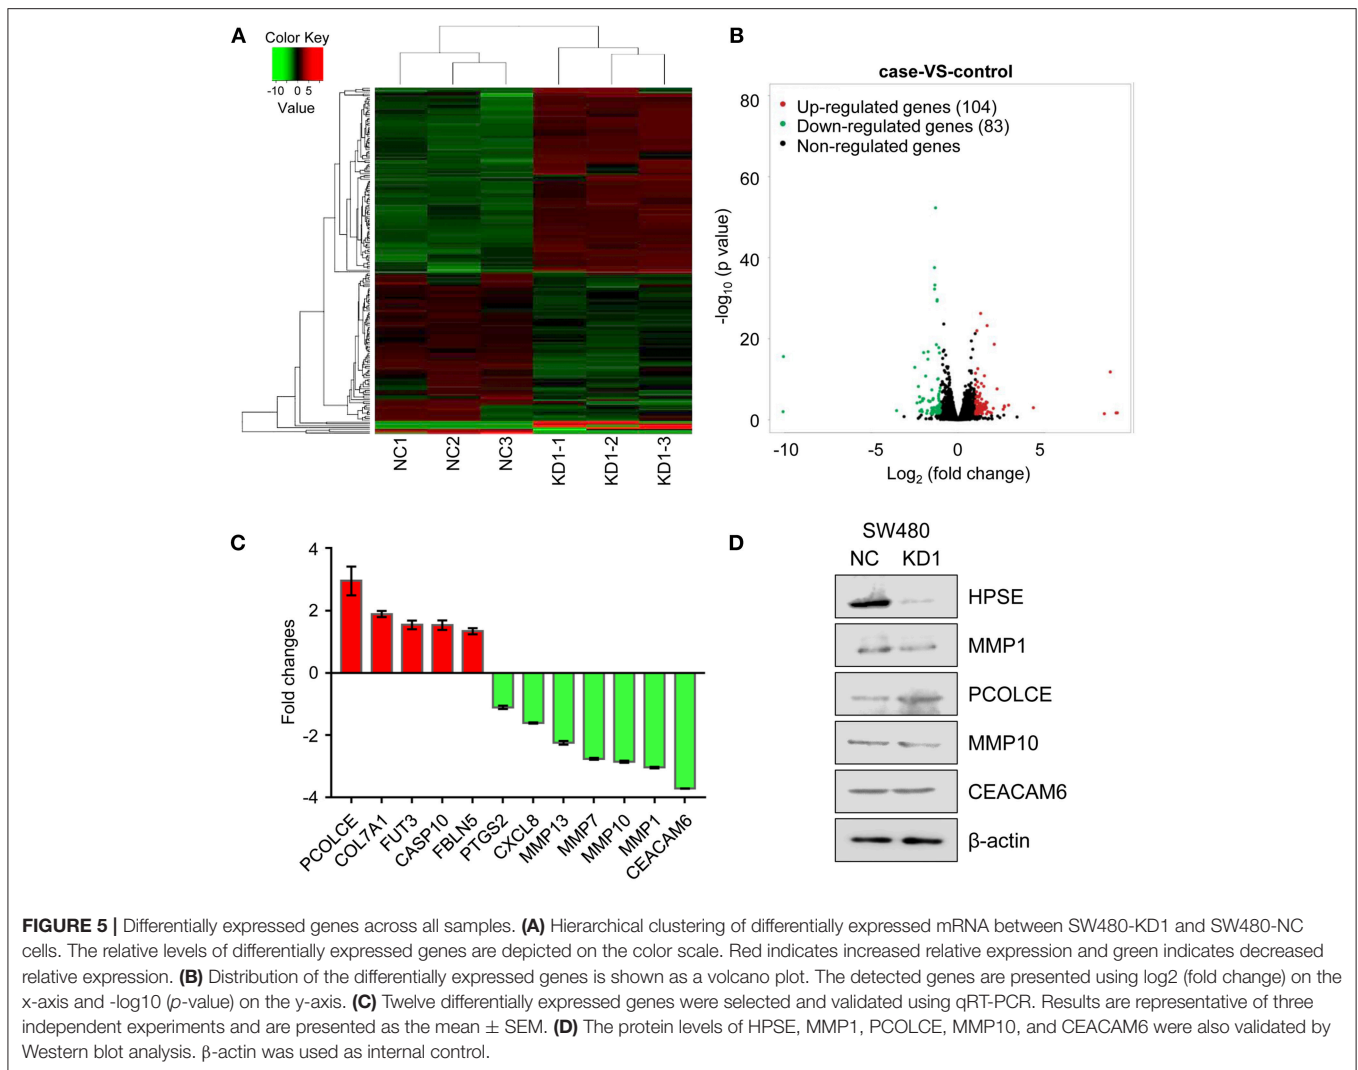 A
Color Key
-10 0 5
Value
NC1
NC2
NC3
KD1-1
KD1-2
KD1-3
B
case-VS-control
Up-regulated genes (104)
Down-regulated genes (83)
Non-regulated genes
80
60
40
20
0
-log10 (p value)
-10 -5 0 5
Log2 (fold change)
C
4
2
0
-2
-4
Fold changes
PCOLCE
COL7A1
FUT3
CASP10
FBLN5
PTGS2
CXCL8
MMP13
MMP7
MMP10
MMP1
CEACAM6
D
SW480
NC KD1
HPSE
MMP1
PCOLCE
MMP10
CEACAM6
β-actin
FIGURE 5 | Differentially expressed genes across all samples. (A) Hierarchical clustering of differentially expressed mRNA between SW480-KD1 and SW480-NC
cells. The relative levels of differentially expressed genes are depicted on the color scale. Red indicates increased relative expression and green indicates decreased
relative expression. (B) Distribution of the differentially expressed genes is shown as a volcano plot. The detected genes are presented using log2 (fold change) on the
x-axis and -log10 (p-value) on the y-axis. (C) Twelve differentially expressed genes were selected and validated using qRT-PCR. Results are representative of three
independent experiments and are presented as the mean ± SEM. (D) The protein levels of HPSE, MMP1, PCOLCE, MMP10, and CEACAM6 were also validated by
Western blot analysis. β-actin was used as internal control.